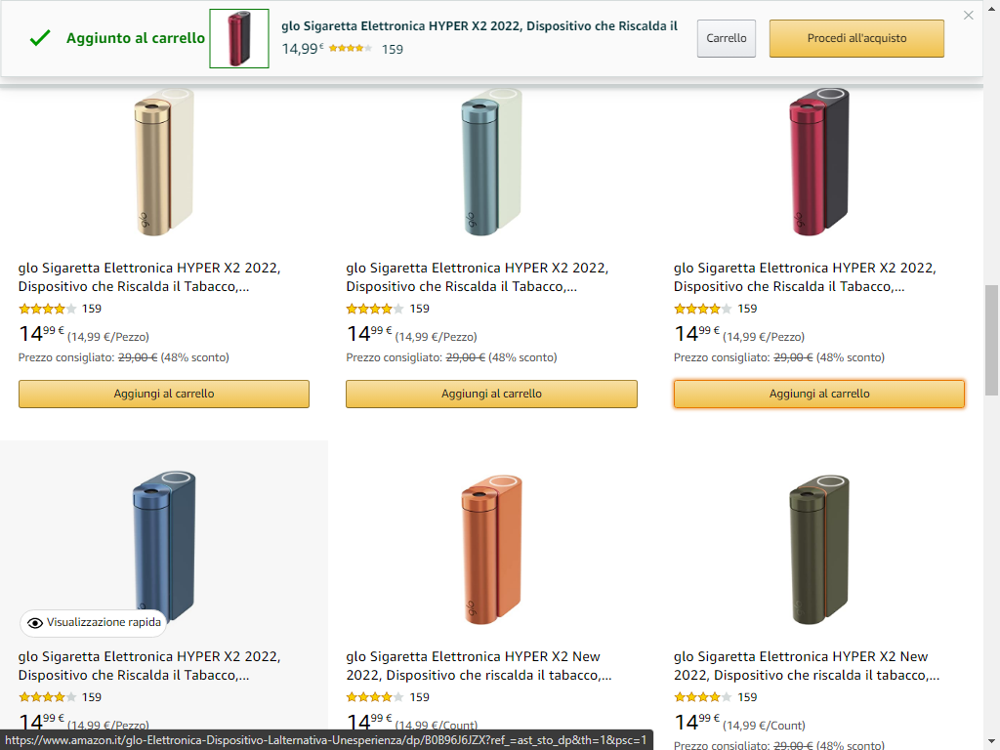 Aggiunto al carrello
glo Sigaretta Elettronica HYPER X2 2022, Dispositivo che Riscalda il
14,99€ 159
Carrello
Procedi all'acquisto
glo
glo
glo
glo Sigaretta Elettronica HYPER X2 2022,
Dispositivo che Riscalda il Tabacco,...
159
1499 € (14,99 €/Pezzo)
Prezzo consigliato: 29,00 € (48% sconto)
Aggiungi al carrello
glo Sigaretta Elettronica HYPER X2 2022,
Dispositivo che Riscalda il Tabacco,...
159
1499 € (14,99 €/Pezzo)
Prezzo consigliato: 29,00 € (48% sconto)
Aggiungi al carrello
glo Sigaretta Elettronica HYPER X2 2022,
Dispositivo che Riscalda il Tabacco,...
159
1499 € (14,99 €/Pezzo)
Prezzo consigliato: 29,00 € (48% sconto)
Aggiungi al carrello
glo
glo
glo
Visualizzazione rapida
glo Sigaretta Elettronica HYPER X2 2022,
Dispositivo che Riscalda il Tabacco,...
159
1499 € (14,99 €/Pezzo)
glo Sigaretta Elettronica HYPER X2 New
2022, Dispositivo che riscalda il tabacco,...
159
1499 € (14,99 €/Count)
glo Sigaretta Elettronica HYPER X2 New
2022, Dispositivo che riscalda il tabacco,...
159
1499 € (14,99 €/Count)
Prezzo consigliato: 29,00 € (48% sconto)
https://www.amazon.it/glo-Elettronica-Dispositivo-Lalternativa-Unesperienza/dp/B0B96J6JZX?ref_=ast_sto_dp&th=1&psc=1